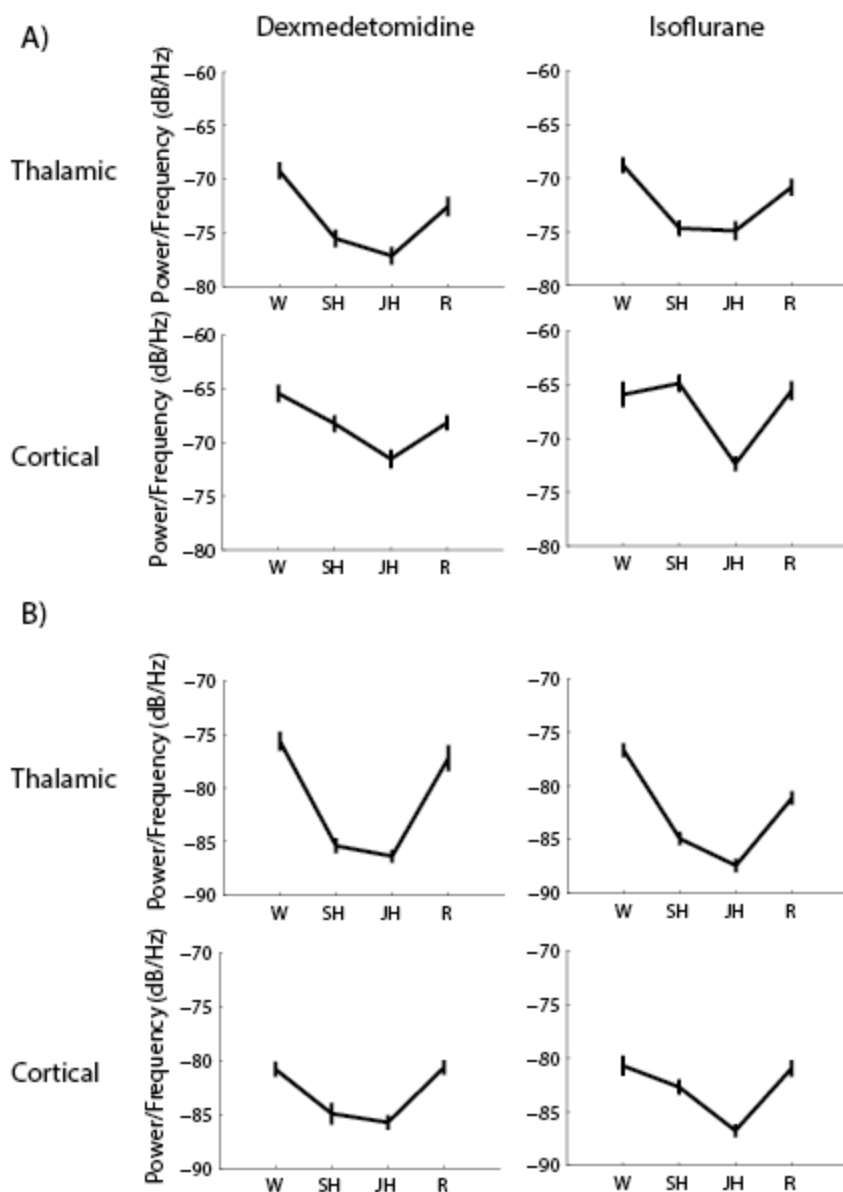 A)
Dexmedetomidine
Isoflurane
Thalamic
Power/Frequency (dB/Hz)
−60
−65
−70
−75
−80
W SH JH R
−60
−65
−70
−75
−80
W SH JH R
Cortical
Power/Frequency (dB/Hz)
−60
−65
−70
−75
−80
W SH JH R
−60
−65
−70
−75
−80
W SH JH R
B)
Thalamic
Power/Frequency (dB/Hz)
−70
−75
−80
−85
−90
W SH JH R
−70
−75
−80
−85
−90
W SH JH R
Cortical
Power/Frequency (dB/Hz)
−70
−75
−80
−85
−90
W SH JH R
−70
−75
−80
−85
−90
W SH JH R